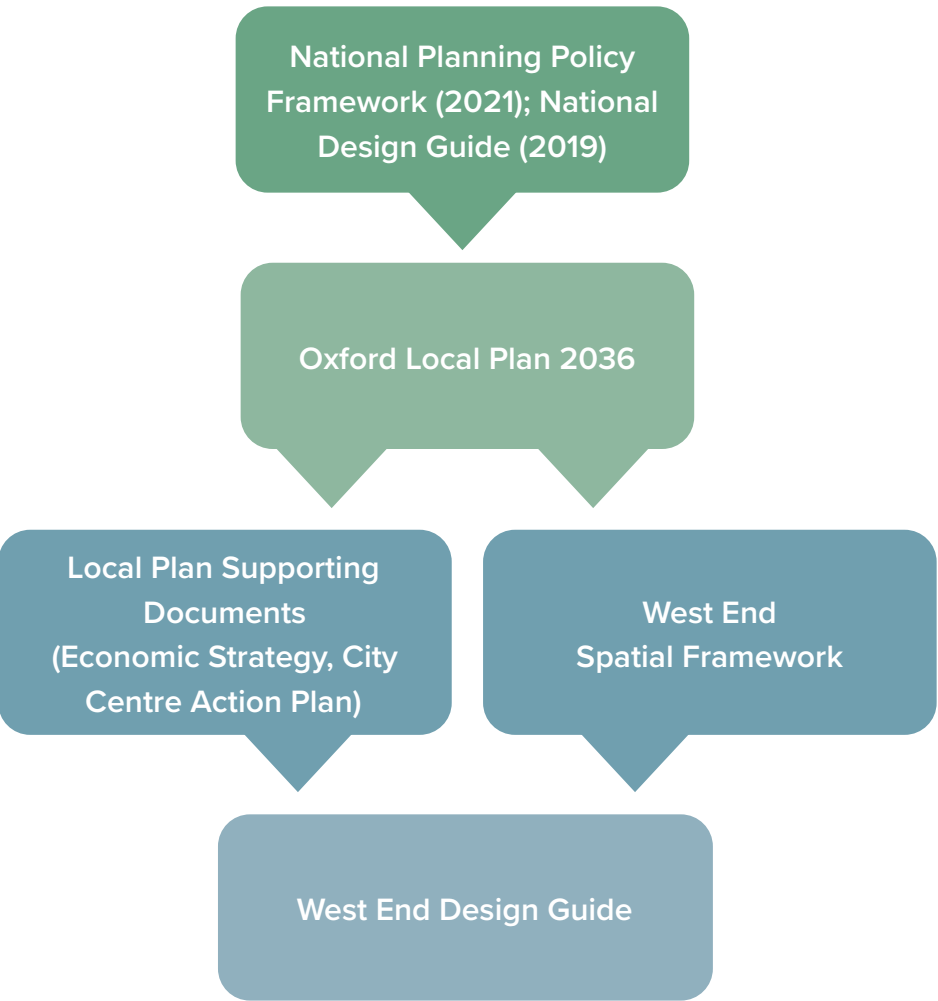 National Planning Policy
Framework (2021); National
Design Guide (2019)
Oxford Local Plan 2036
Local Plan Supporting
Documents
(Economic Strategy, City
Centre Action Plan)
West End
Spatial Framework
West End Design Guide